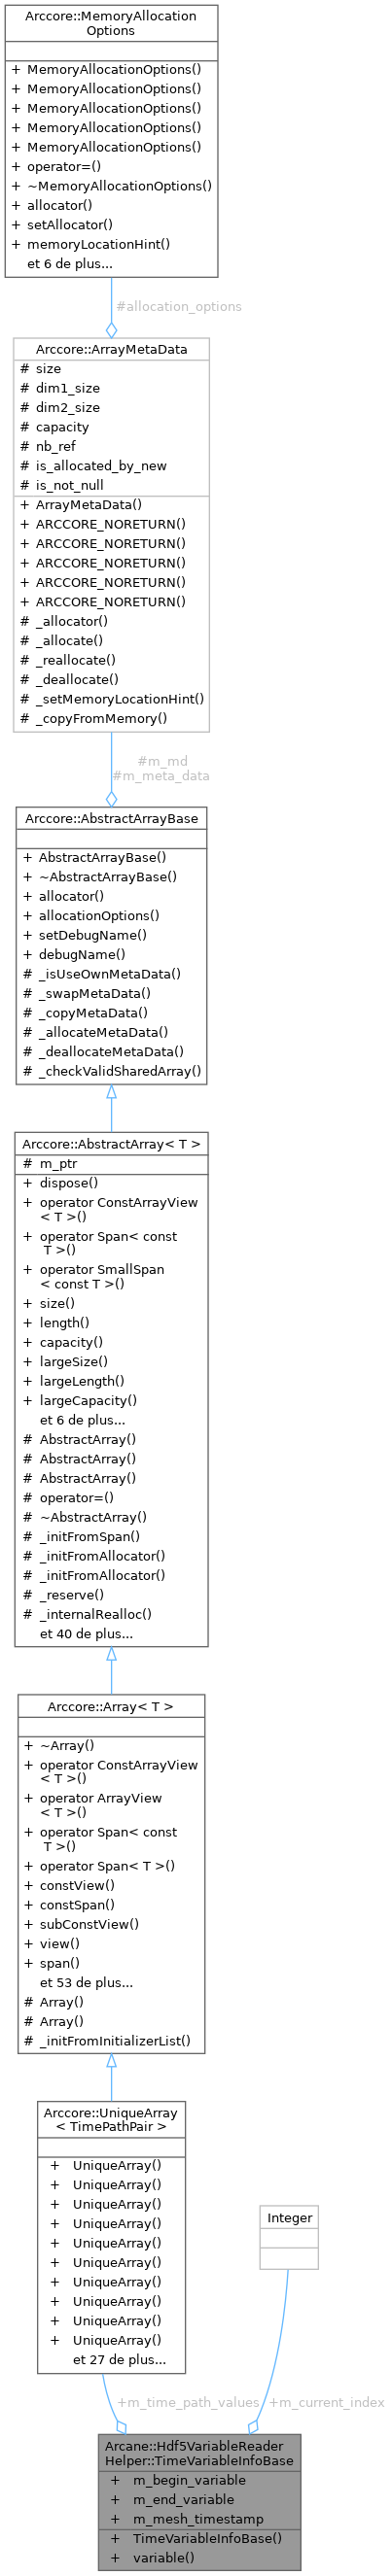 Arccore::MemoryAllocation
Options
+ MemoryAllocationOptions()
+ MemoryAllocationOptions()
+ MemoryAllocationOptions()
+ MemoryAllocationOptions()
+ MemoryAllocationOptions()
+ operator=()
+ ~MemoryAllocationOptions()
+ allocator()
+ setAllocator()
+ memoryLocationHint()
et 6 de plus...
#allocation_options
Arccore::ArrayMetaData
# size
# dim1_size
# dim2_size
# capacity
# nb_ref
# is_allocated_by_new
# is_not_null
+ ArrayMetaData()
+ ARCCORE_NORETURN()
+ ARCCORE_NORETURN()
+ ARCCORE_NORETURN()
+ ARCCORE_NORETURN()
+ ARCCORE_NORETURN()
# _allocator()
# _allocate()
# _reallocate()
# _deallocate()
# _setMemoryLocationHint()
# _copyFromMemory()
#m_md
#m_meta_data
Arccore::AbstractArrayBase
+ AbstractArrayBase()
+ ~AbstractArrayBase()
+ allocator()
+ allocationOptions()
+ setDebugName()
+ debugName()
# _isUseOwnMetaData()
# _swapMetaData()
# _copyMetaData()
# _allocateMetaData()
# _deallocateMetaData()
# _checkValidSharedArray()
Arccore::AbstractArray< T >
# m_ptr
+ dispose()
+ operator ConstArrayView
< T >()
+ operator Span< const
T >()
+ operator SmallSpan
< const T >()
+ size()
+ length()
+ capacity()
+ largeSize()
+ largeLength()
+ largeCapacity()
et 6 de plus...
# AbstractArray()
# AbstractArray()
# AbstractArray()
# operator=()
# ~AbstractArray()
# _initFromSpan()
# _initFromAllocator()
# _initFromAllocator()
# _reserve()
# _internalRealloc()
et 40 de plus...
Arccore::Array< T >
+ ~Array()
+ operator ConstArrayView
< T >()
+ operator ArrayView
< T >()
+ operator Span< const
T >()
+ operator Span< T >()
+ constView()
+ constSpan()
+ subConstView()
+ view()
+ span()
et 53 de plus...
# Array()
# Array()
# _initFromInitializerList()
Arccore::UniqueArray
< TimePathPair >
+ UniqueArray()
+ UniqueArray()
+ UniqueArray()
+ UniqueArray()
+ UniqueArray()
+ UniqueArray()
+ UniqueArray()
+ UniqueArray()
+ UniqueArray()
+ UniqueArray()
et 27 de plus...
Integer
+m_time_path_values
+m_current_index
Arcane::Hdf5VariableReader
Helper::TimeVariableInfoBase
+ m_begin_variable
+ m_end_variable
+ m_mesh_timestamp
+ TimeVariableInfoBase()
+ variable()